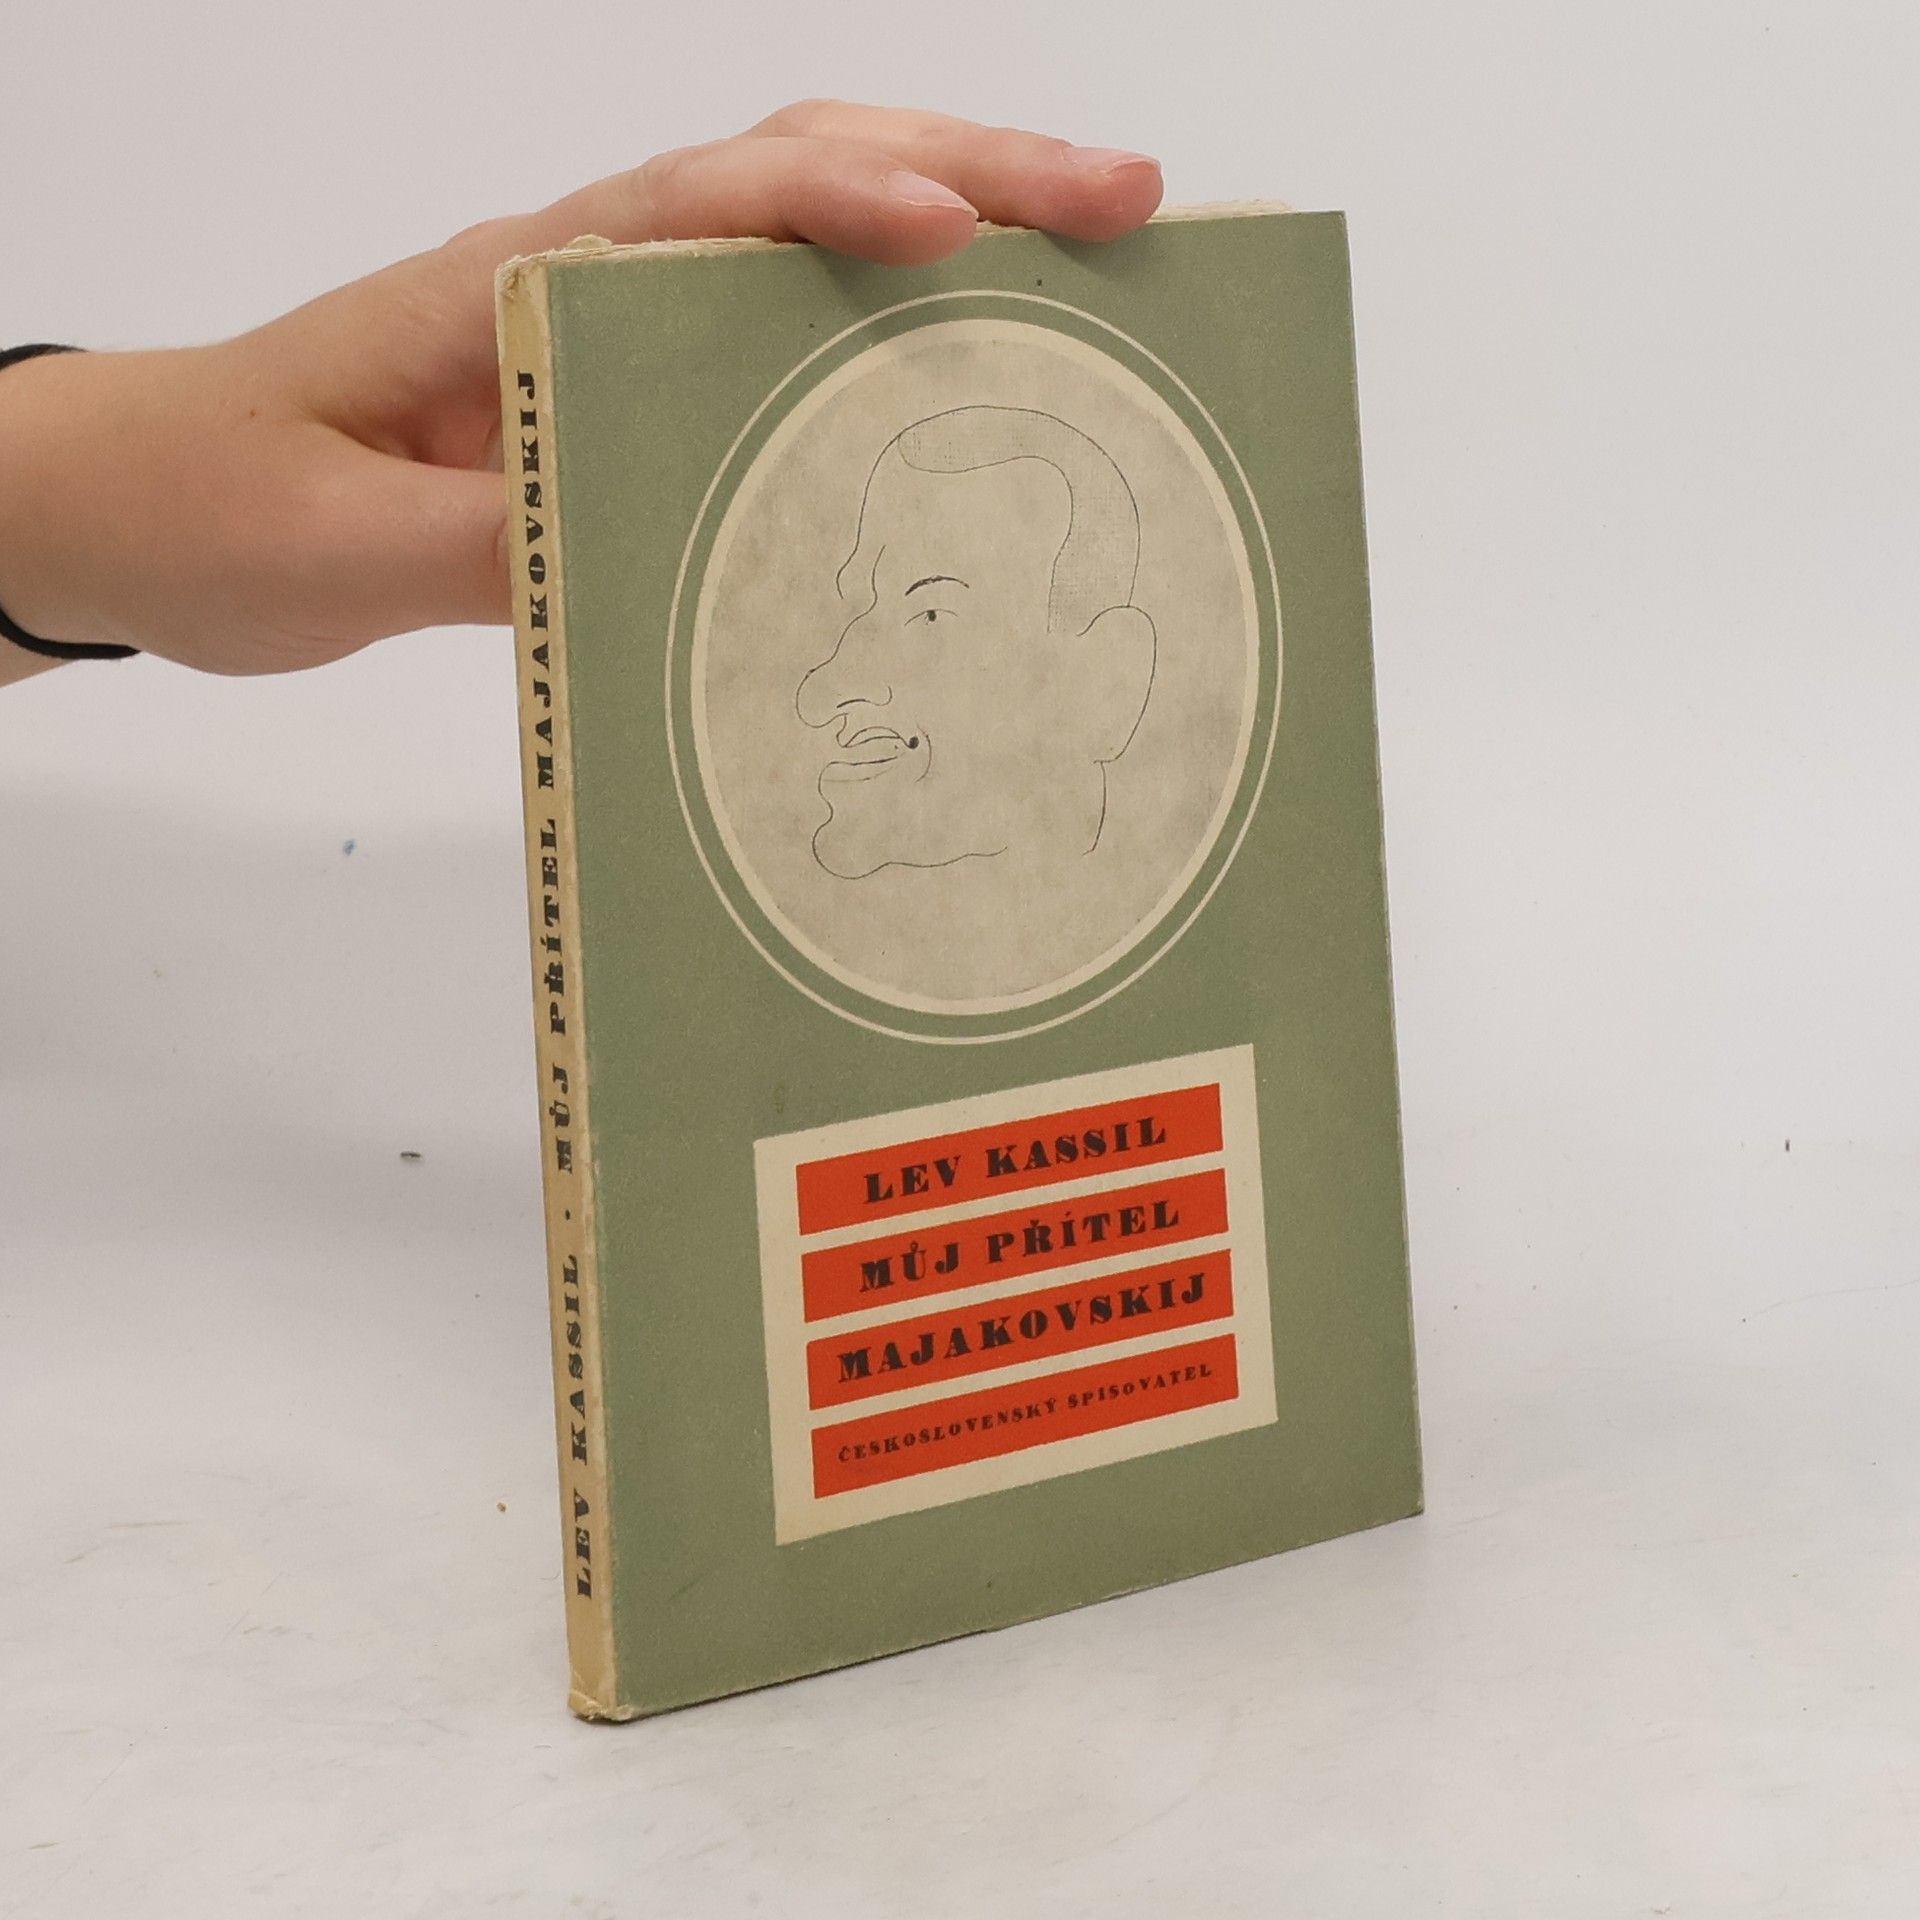 LEV KASSIL · MŮJ PŘÍTEL MAJAKOVSKIJ
LEV KASSIL
MŮJ PŘÍTEL
MAJAKOVSKIJ
ČESKOSLOVENSKÝ SPISOVATEL